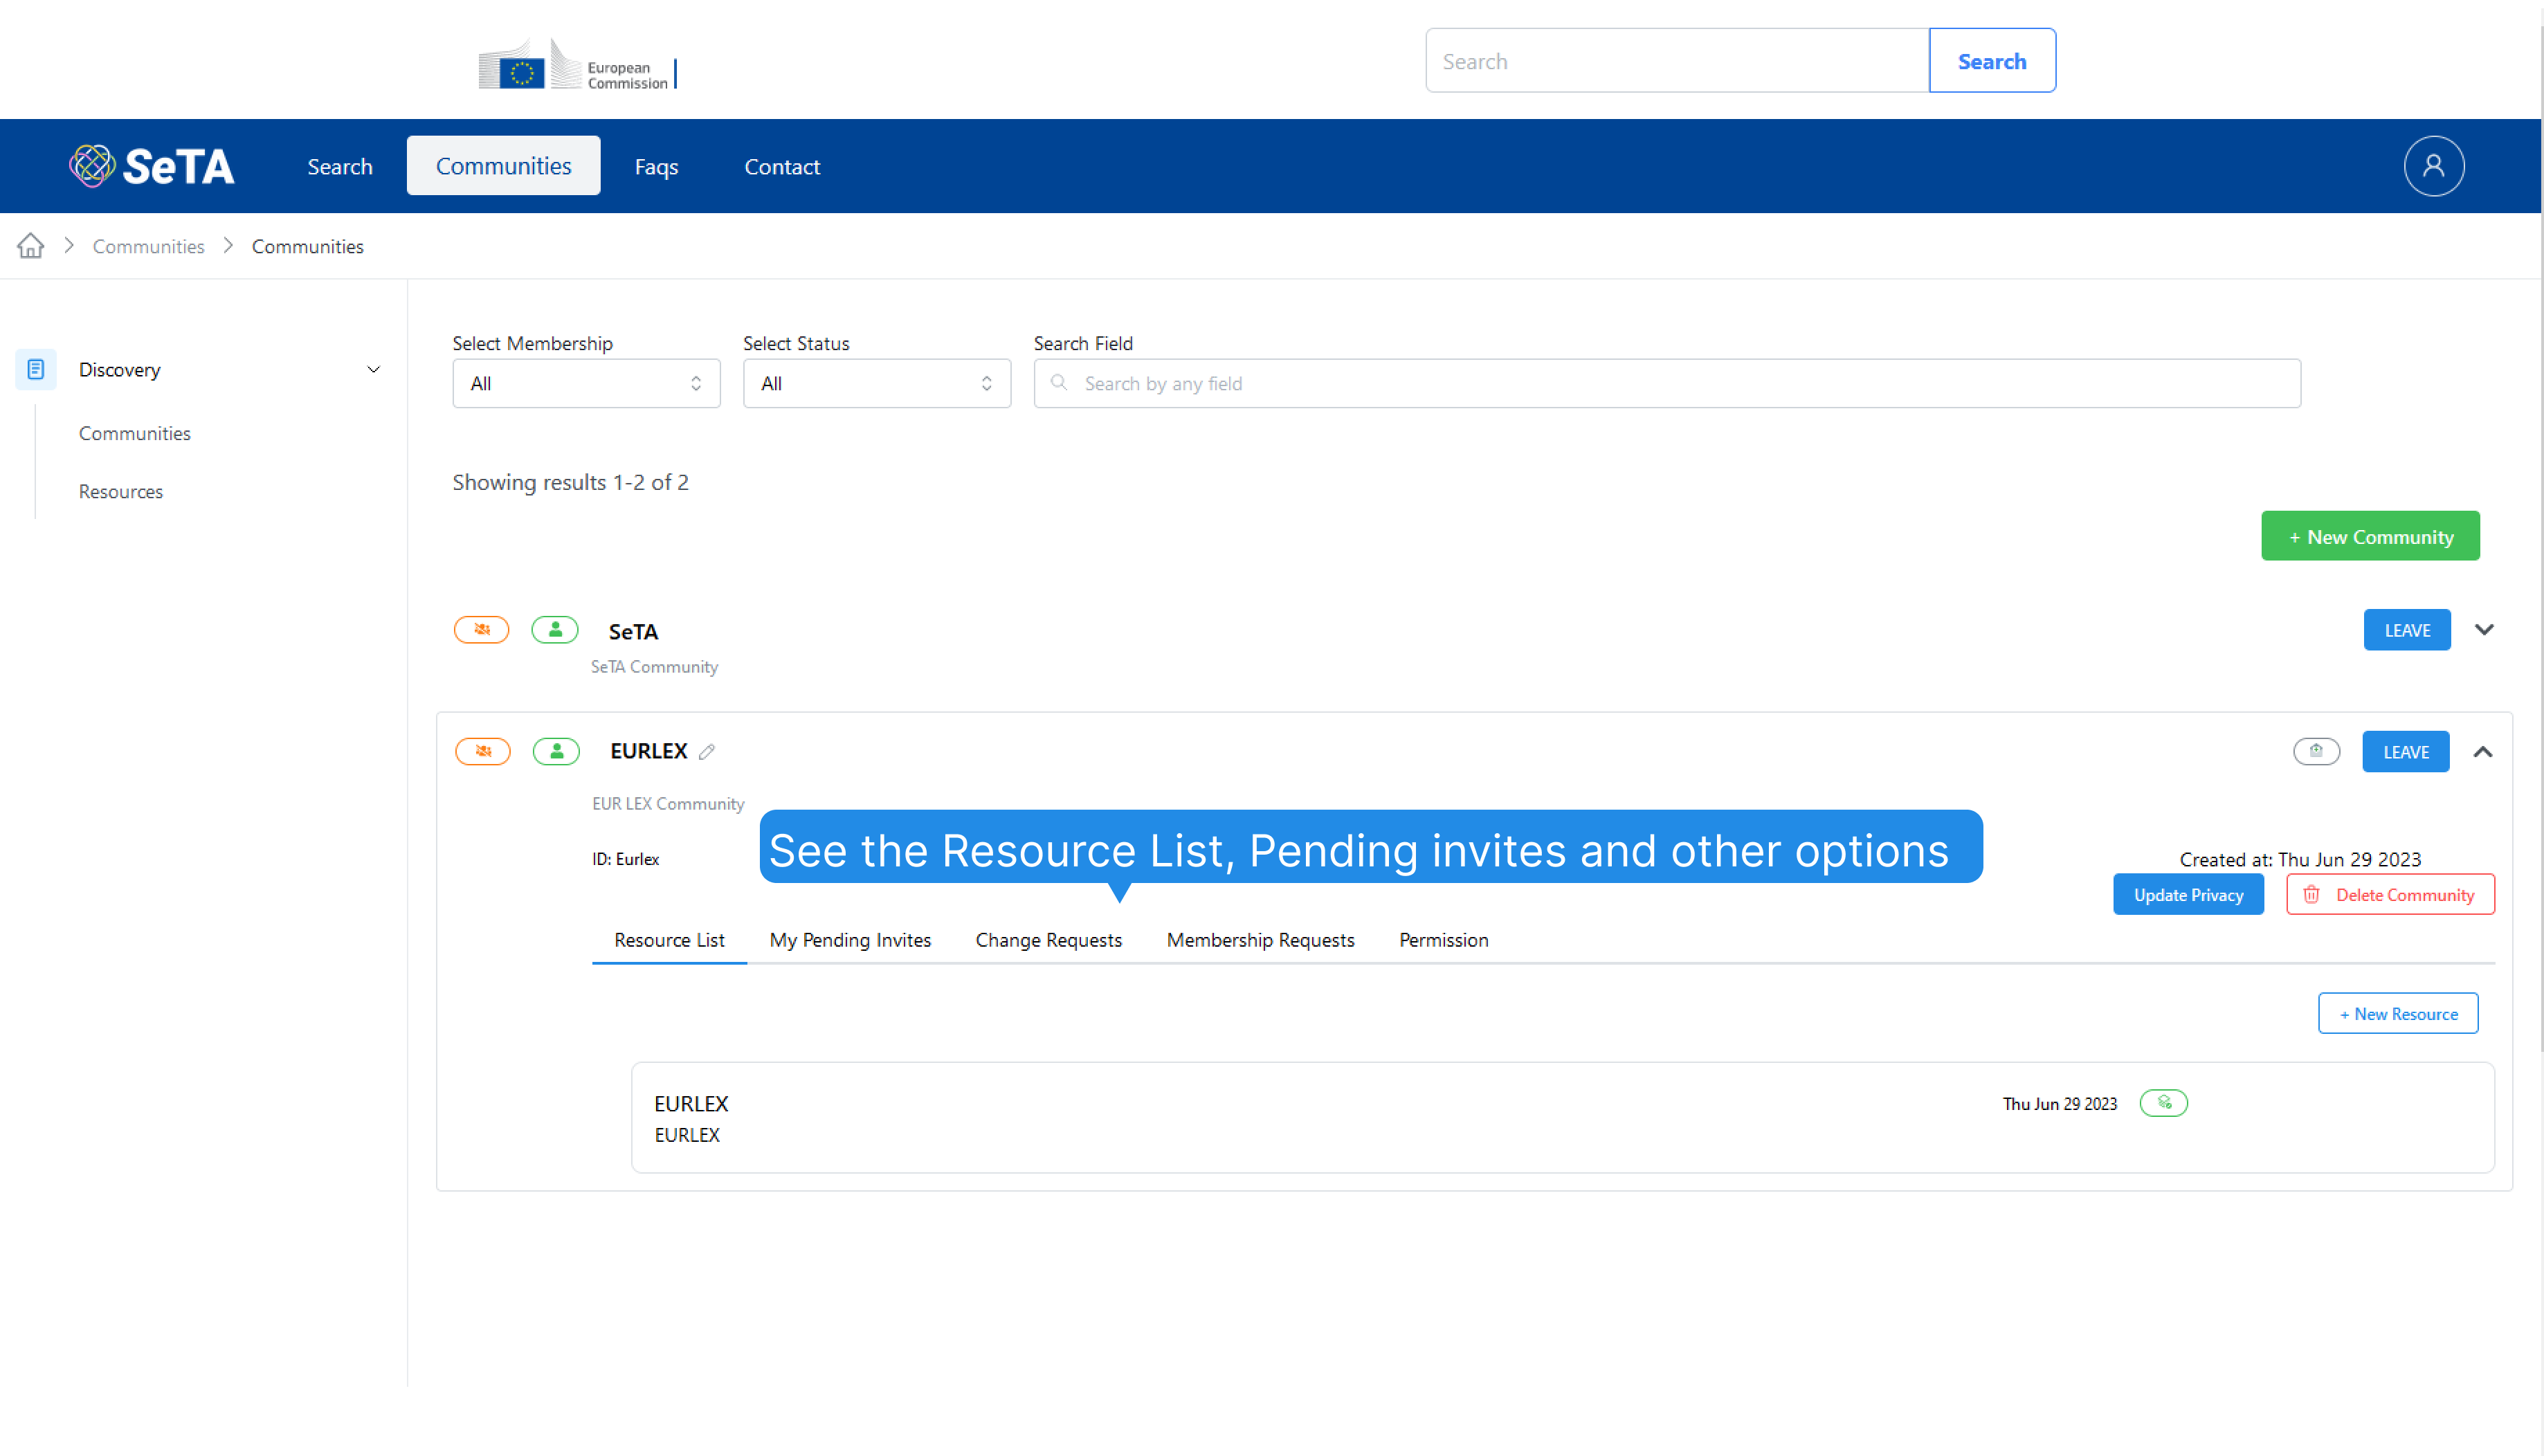 European
Commission
Search
Search
SeTA
Search
Communities
Faqs
Contact
Communities
Communities
Discovery
Communities
Resources
Select Membership
All
Select Status
All
Search Field
Search by any field
Showing results 1-2 of 2
+ New Community
SeTA
LEAVE
SeTA Community
EURLEX
LEAVE
EUR LEX Community
See the Resource List, Pending invites and other options
ID: Eurlex
Created at: Thu Jun 29 2023
Update Privacy
Delete Community
Resource List
My Pending Invites
Change Requests
Membership Requests
Permission
+ New Resource
EURLEX
Thu Jun 29 2023
EURLEX